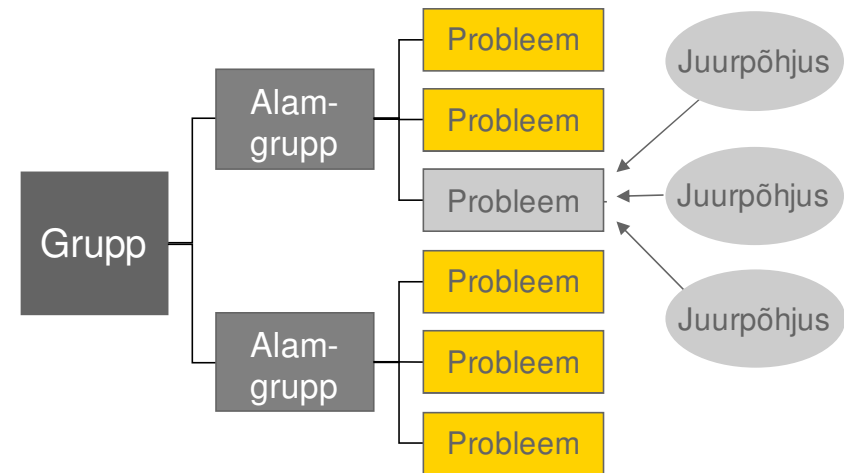 Grupp
Alam-
grupp
Probleem
Probleem
Probleem
Juurpõhjus
Juurpõhjus
Juurpõhjus
Alam-
grupp
Probleem
Probleem
Probleem